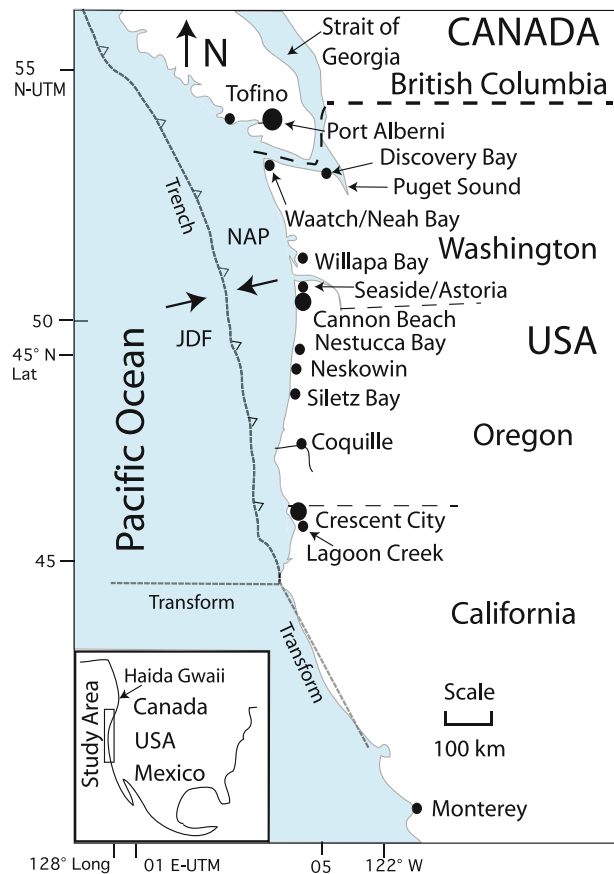 55
N-UTM
N
Strait of
Georgia
CANADA
British Columbia
Tofino
Port Alberni
Discovery Bay
Puget Sound
Trench
Waatch/Neah Bay
NAP
Washington
Willapa Bay
Seaside/Astoria
Cannon Beach
50
JDF
USA
45° N
Lat
Nestucca Bay
Neskowin
Siletz Bay
Pacific Ocean
Coquille
Oregon
Crescent City
Lagoon Creek
45
Transform
Transform
California
Haida Gwaii
Canada
USA
Mexico
Study Area
Scale
100 km
Monterey
128° Long
01 E-UTM
05
122° W